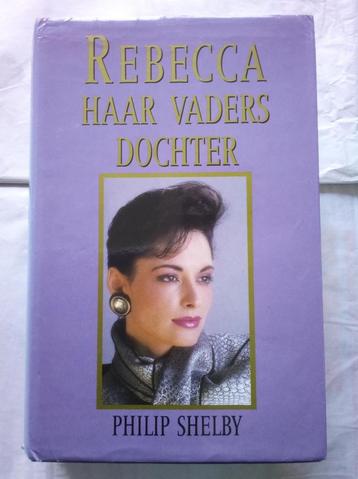 REBECCA
HAAR VADERS
DOCHTER
PHILIP SHELBY